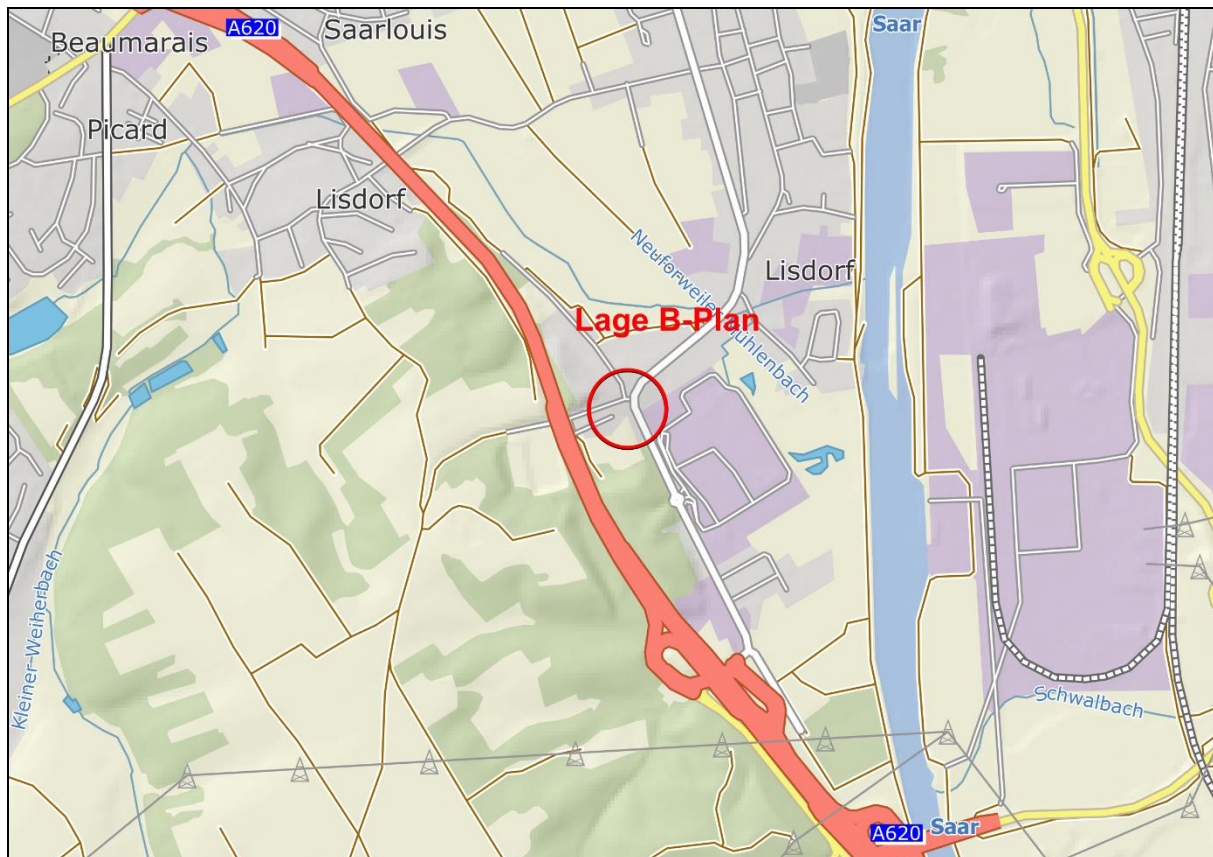 A620
Saarlouis
Saar
Beaumarais
Picard
Lisdorf
Neuforweiler Mühlenbach
Lisdorf
Lage B-Plan
Kleiner-Weiherbach
Schwalbach
A620
Saar